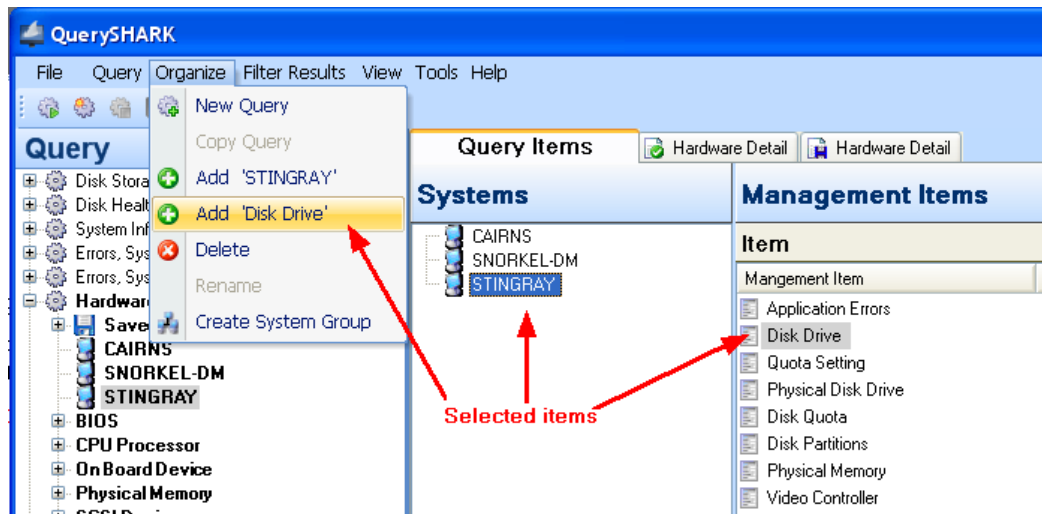 QuerySHARK
File Query Organize Filter Results View Tools Help
New Query
Copy Query
Add 'STINGRAY'
Add 'Disk Drive'
Delete
Rename
Create System Group
Query
Disk Stora
Disk Healt
System Inf
Errors, Sys
Errors, Sys
Hardwar
Save
CAIRNS
SNORKEL-DM
STINGRAY
BIOS
CPU Processor
On Board Device
Physical Memory
Query Items
Hardware Detail
Hardware Detail
Systems
CAIRNS
SNORKEL-DM
STINGRAY
Selected items
Management Items
Item
Mangement Item
Application Errors
Disk Drive
Quota Setting
Physical Disk Drive
Disk Quota
Disk Partitions
Physical Memory
Video Controller